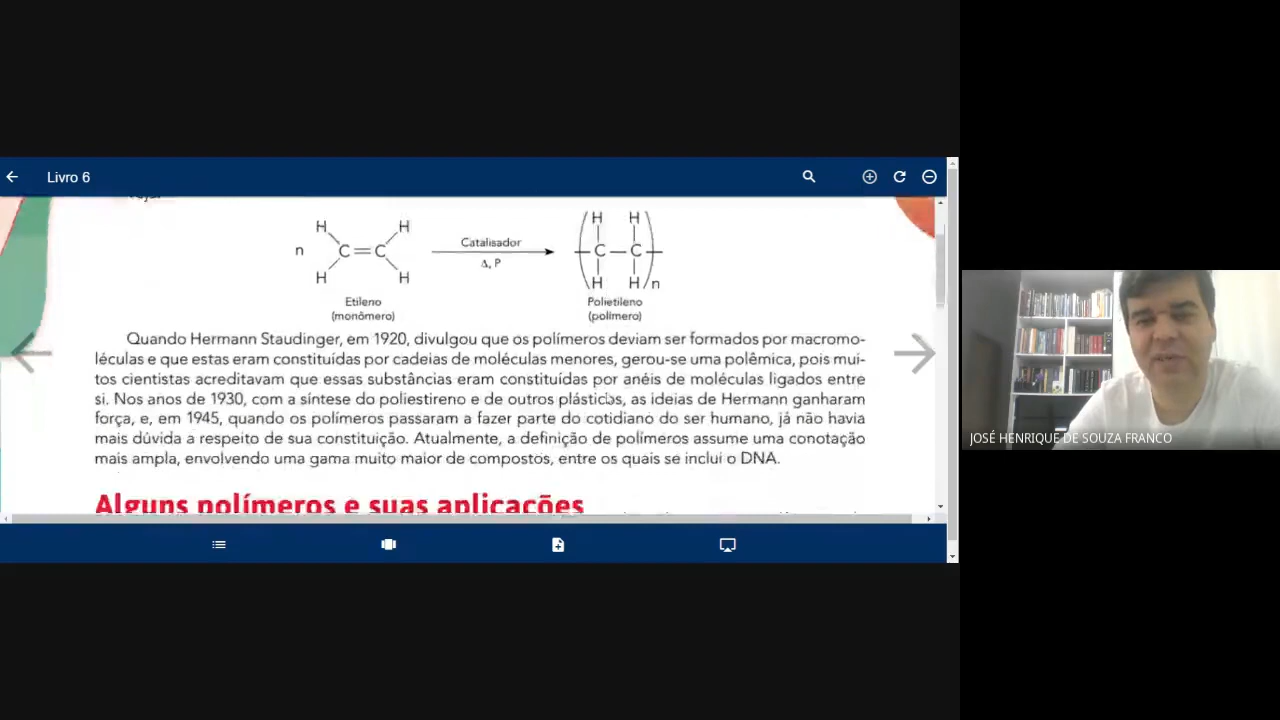 Livro 6
H H H H
n C=C Catalisador C—C
Δ, P
H H H H n
Etileno Polietileno
(monômero) (polímero)
Quando Hermann Staudinger, em 1920, divulgou que os polímeros deviam ser formados por macromo-
léculas e que estas eram constituídas por cadeias de moléculas menores, gerou-se uma polêmica, pois mui-
tos cientistas acreditavam que essas substâncias eram constituídas por anéis de moléculas ligados entre
si. Nos anos de 1930, com a síntese do poliestireno e de outros plásticos, as ideias de Hermann ganharam
força, e, em 1945, quando os polímeros passaram a fazer parte do cotidiano do ser humano, já não havia
mais dúvida a respeito de sua constituição. Atualmente, a definição de polímeros assume uma conotação
mais ampla, envolvendo uma gama muito maior de compostos, entre os quais se inclui o DNA.
Alguns polímeros e suas aplicações
JOSÉ HENRIQUE DE SOUZA FRANCO